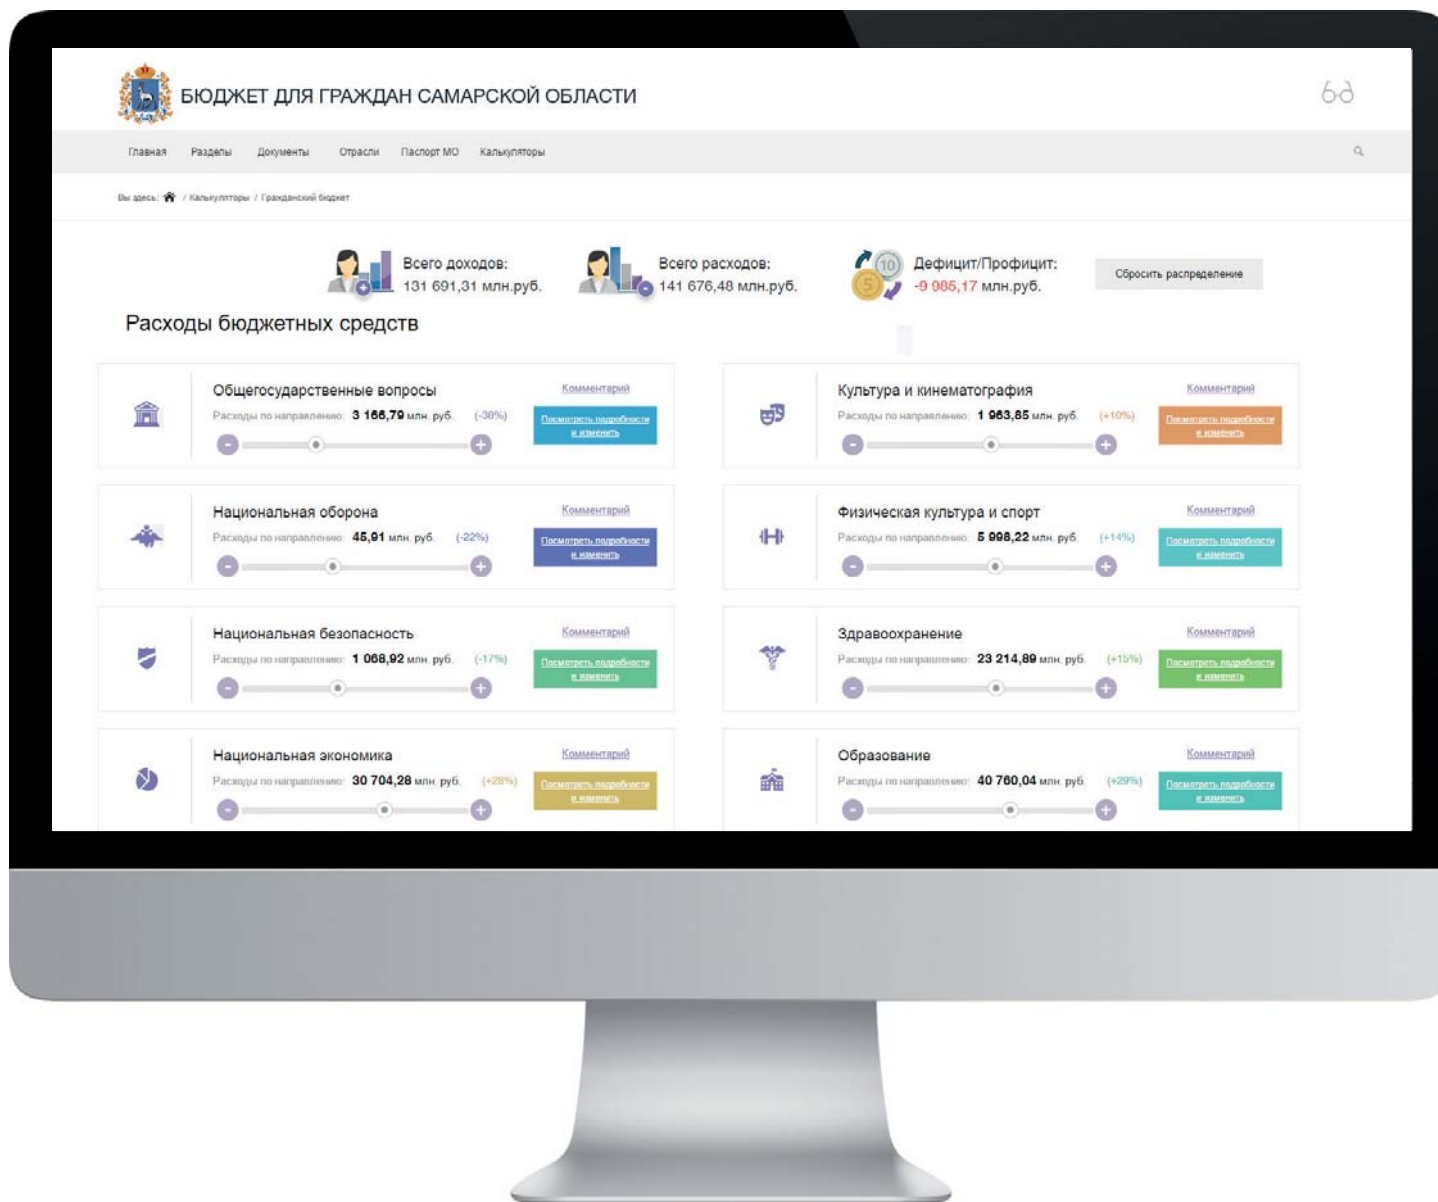 БЮДЖЕТ ДЛЯ ГРАЖДАН САМАРСКОЙ ОБЛАСТИ
Главная Разделы Документы Отрасли Паспорт МО Калькуляторы
Вы здесь: / Калькуляторы / Гражданский бюджет
Всего доходов:
131 691,31 млн.руб.
Всего расходов:
141 676,48 млн.руб.
10
5
Дефицит/Профицит:
-9 985,17 млн.руб.
Сбросить распределение
Расходы бюджетных средств
Общегосударственные вопросы
Комментарий
Расходы по направлению: 3 166,79 млн. руб. (-38%)
Посмотреть подробности
и изменить
Культура и кинематография
Комментарий
Расходы по направлению: 1 963,85 млн. руб. (+10%)
Посмотреть подробности
и изменить
Национальная оборона
Комментарий
Расходы по направлению: 45,91 млн. руб. (-22%)
Посмотреть подробности
и изменить
Физическая культура и спорт
Комментарий
Расходы по направлению: 5 998,22 млн. руб. (+14%)
Посмотреть подробности
и изменить
Национальная безопасность
Комментарий
Расходы по направлению: 1 068,92 млн. руб. (-17%)
Посмотреть подробности
и изменить
Здравоохранение
Комментарий
Расходы по направлению: 23 214,89 млн. руб. (+15%)
Посмотреть подробности
и изменить
Национальная экономика
Комментарий
Расходы по направлению: 30 704,28 млн. руб. (+28%)
Посмотреть подробности
и изменить
Образование
Комментарий
Расходы по направлению: 40 760,04 млн. руб. (+29%)
Посмотреть подробности
и изменить